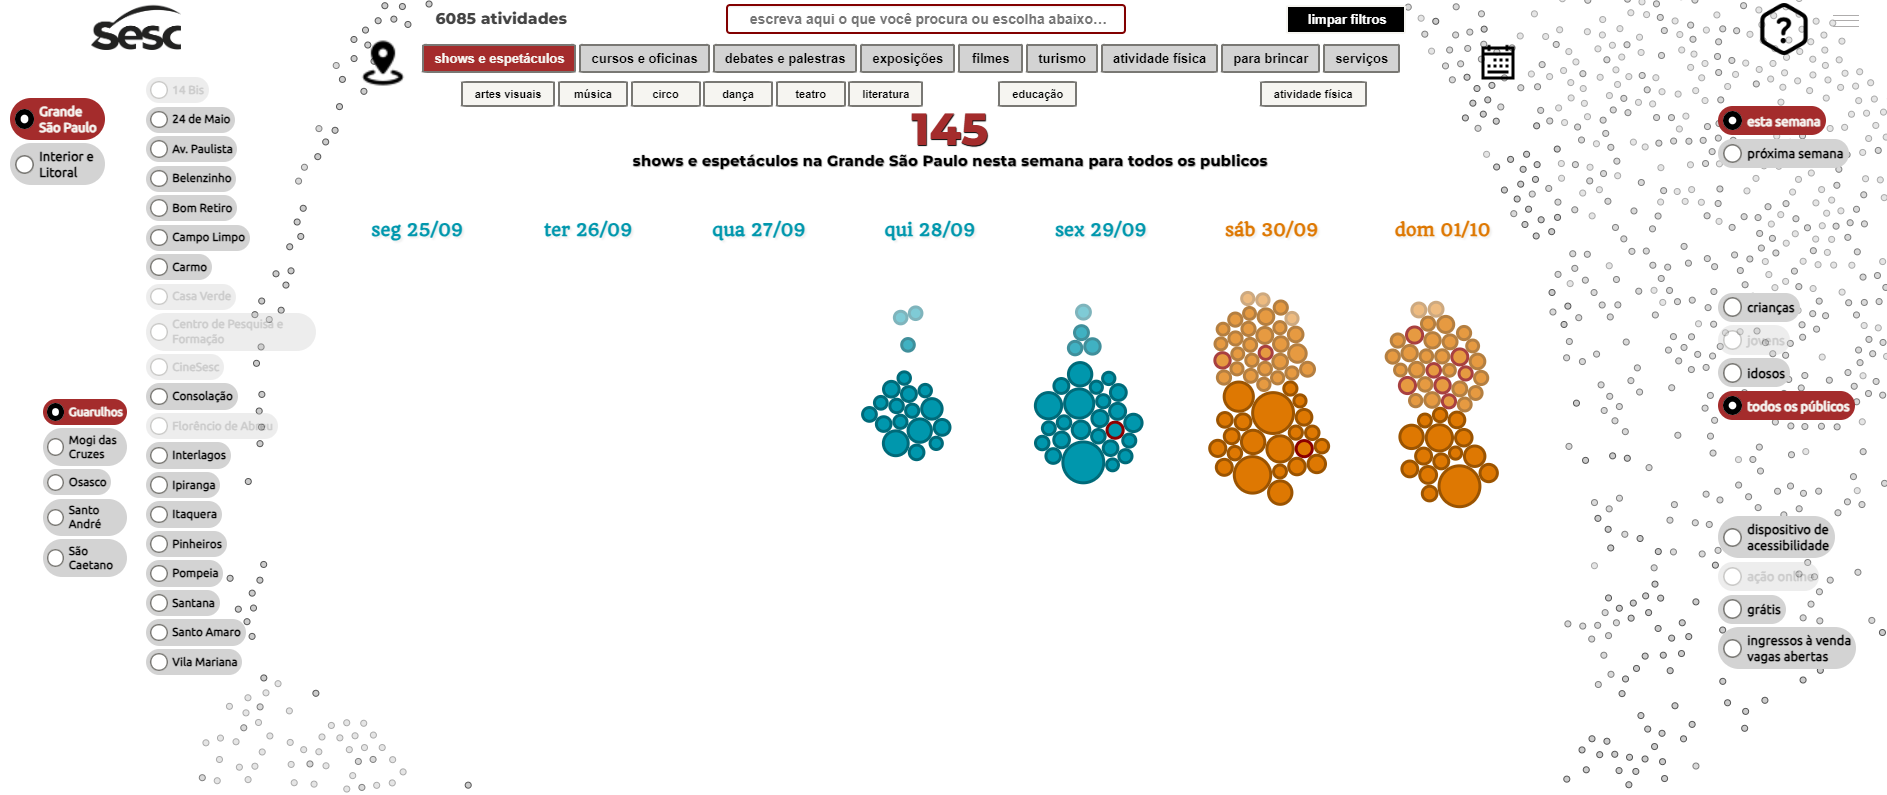 Sesc
6085 atividades
escreva aqui o que você procura ou escolha abaixo...
limpar filtros
?
shows e espetáculos
cursos e oficinas
debates e palestras
exposições
filmes
turismo
atividade física
para brincar
serviços
artes visuais
música
circo
dança
teatro
literatura
educação
atividade física
145
shows e espetáculos na Grande São Paulo nesta semana para todos os publicos
Grande
São Paulo
Interior e
Litoral
14 Bis
24 de Maio
Av. Paulista
Belenzinho
Bom Retiro
Campo Limpo
Carmo
Casa Verde
Centro de Pesquisa e
Formação
CineSesc
Consolação
Florêncio de Abreu
Interlagos
Ipiranga
Itaquera
Pinheiros
Pompeia
Santana
Santo Amaro
Vila Mariana
Guarulhos
Mogi das
Cruzes
Osasco
Santo
André
São
Caetano
seg 25/09
ter 26/09
qua 27/09
qui 28/09
sex 29/09
sáb 30/09
dom 01/10
esta semana
próxima semana
crianças
jovens
idosos
todos os públicos
dispositivo de
acessibilidade
ação online
grátis
ingressos à venda
vagas abertas